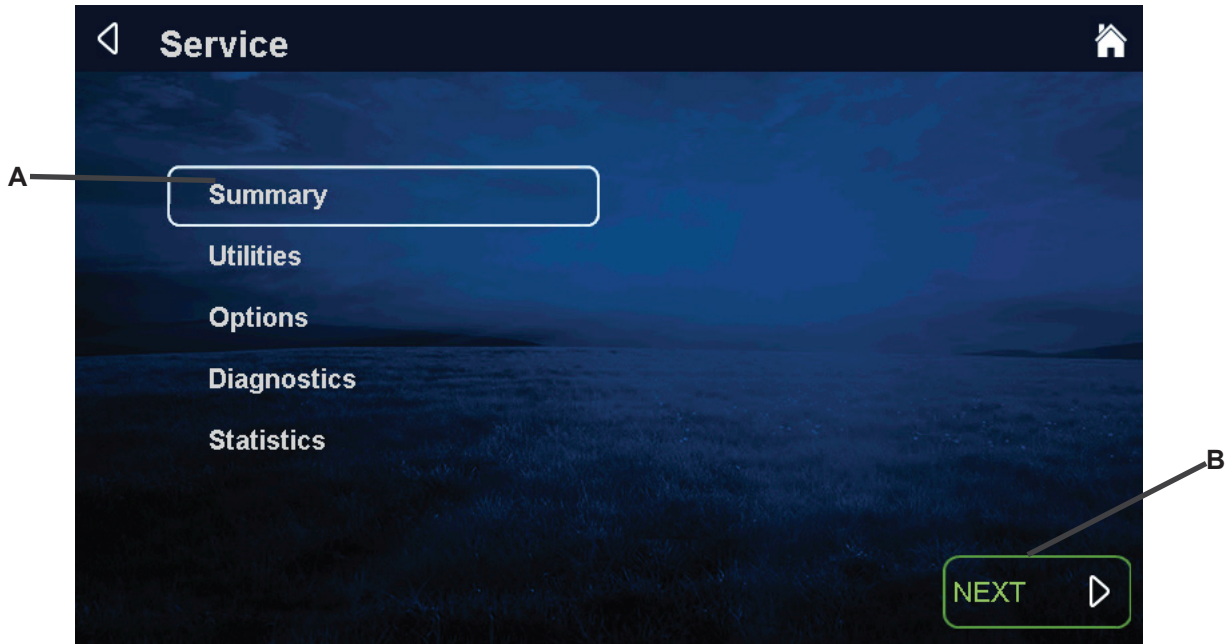 Service
A
Summary
Utilities
Options
Diagnostics
Statistics
B
NEXT